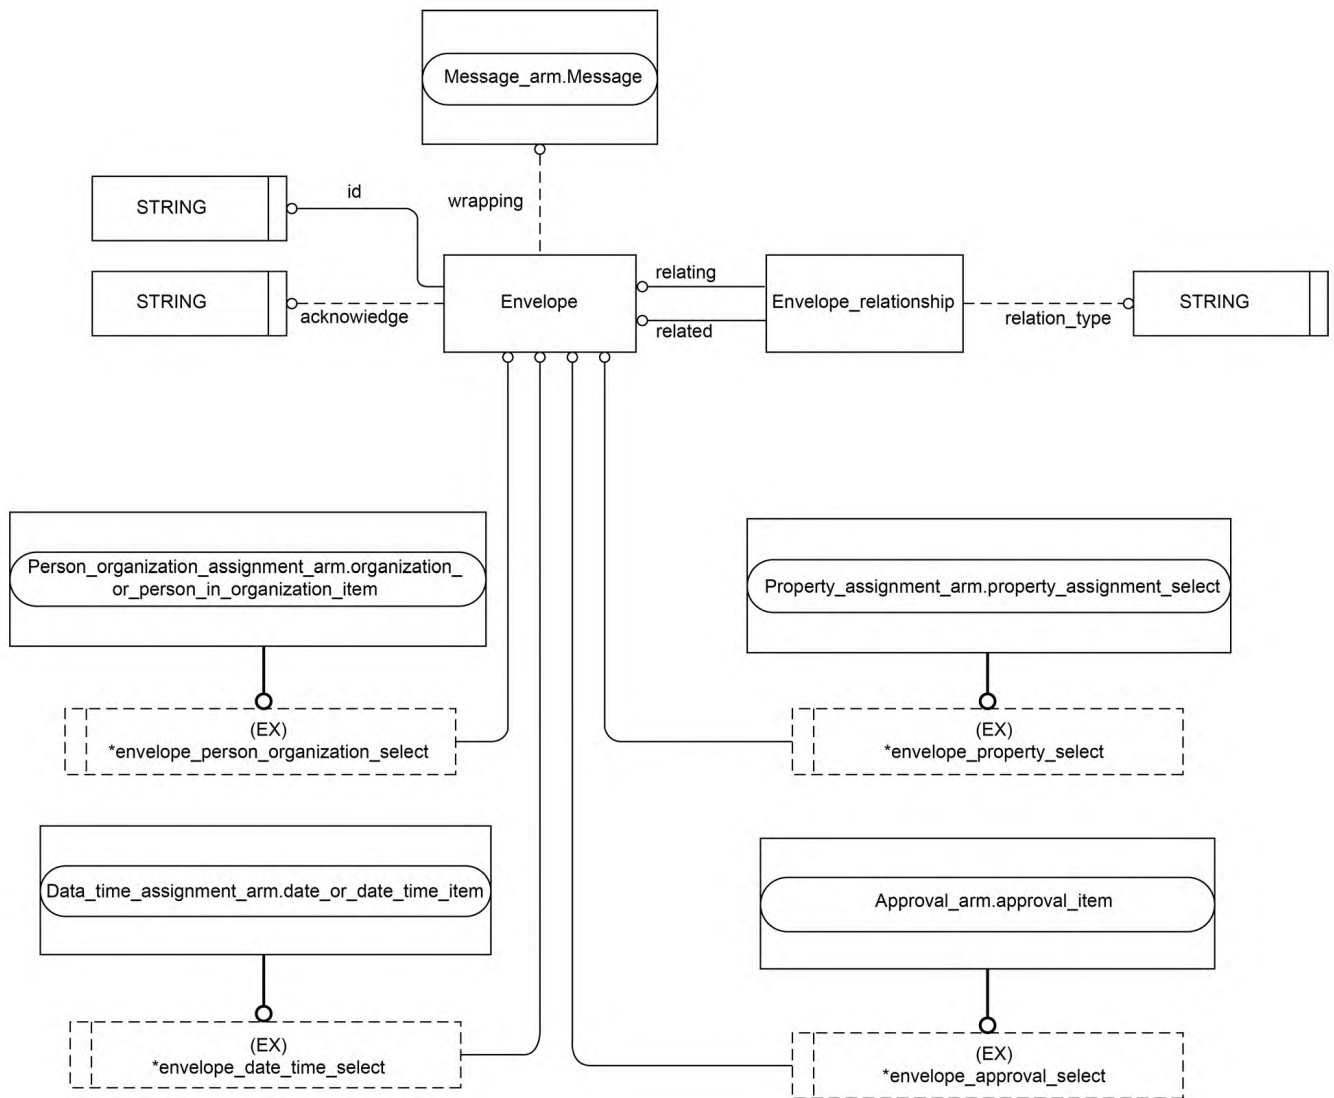 Message_arm.Message
STRING
id
wrapping
STRING
acknowiedge
Envelope
relating
related
Envelope_relationship
relation_type
STRING
Person_organization_assignment_arm.organization_
or_person_in_organization_item
Property_assignment_arm.property_assignment_select
(EX)
*envelope_person_organization_select
(EX)
*envelope_property_select
Data_time_assignment_arm.date_or_date_time_item
Approval_arm.approval_item
(EX)
*envelope_date_time_select
(EX)
*envelope_approval_select